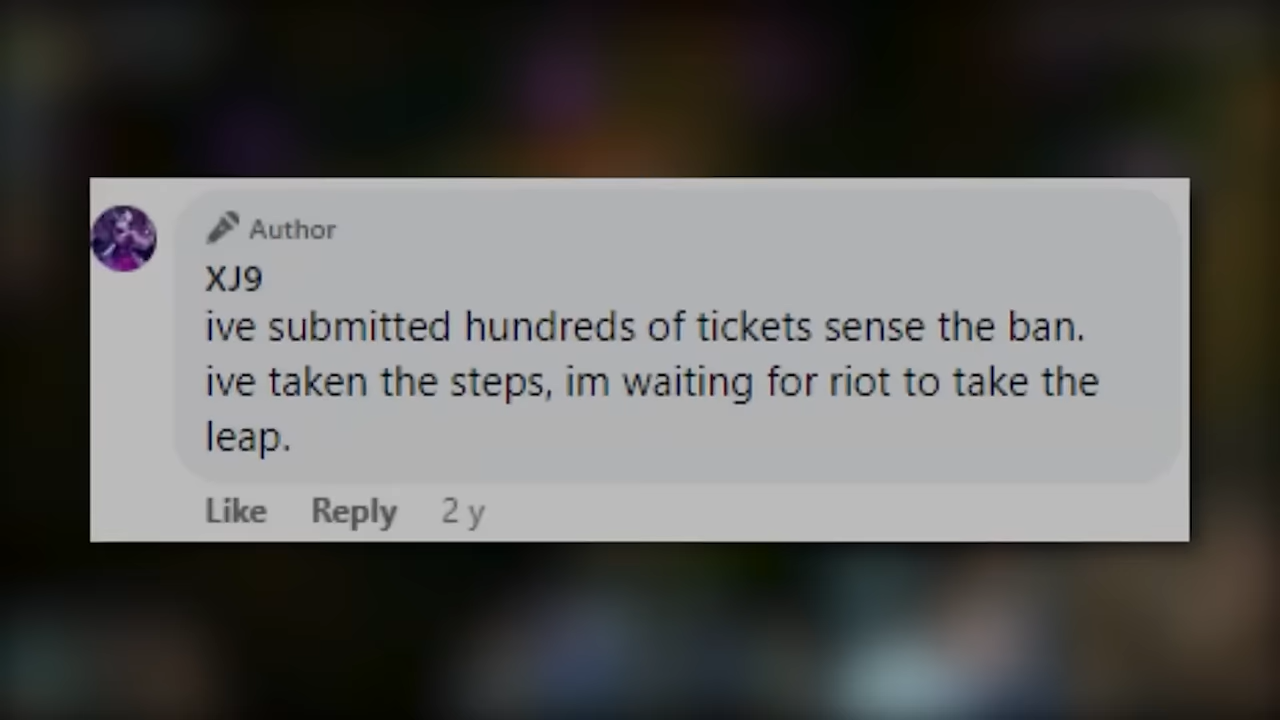 Author
XJ9
ive submitted hundreds of tickets sense the ban.
ive taken the steps, im waiting for riot to take the
leap.
Like Reply 2 y